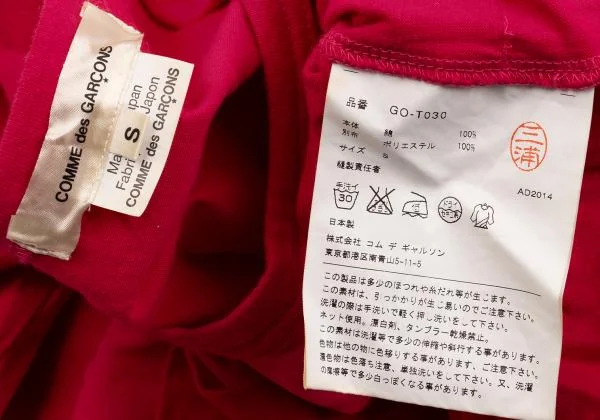 COMME des GARÇONS
S
COMME des GARÇONS
品番 GO-T030
本体 綿 100%
別布 ポリエステル 100%
サイズ S
縫製責任者
三浦
AD2014
手洗イ
30
ドライ
日本製
株式会社 コム デ ギャルソン
東京都港区南青山5-11-5
この製品は多少のほつれや糸だれ等が生じます。
この素材は、引っかかりが生じ易いのでご注意下さい。
洗濯の際は手洗いで軽く押し洗いをして下さい。
ネット使用。漂白剤、タンブラー乾燥禁止。
この素材は洗濯等で多少の伸縮や斜行する事があります。
色物は他の物に色移りする事があります、ご注意下さい。
濃色物は色落ち注意、単独洗いをして下さい。又、洗濯
の摩擦等で多少白っぽくなる事があります。